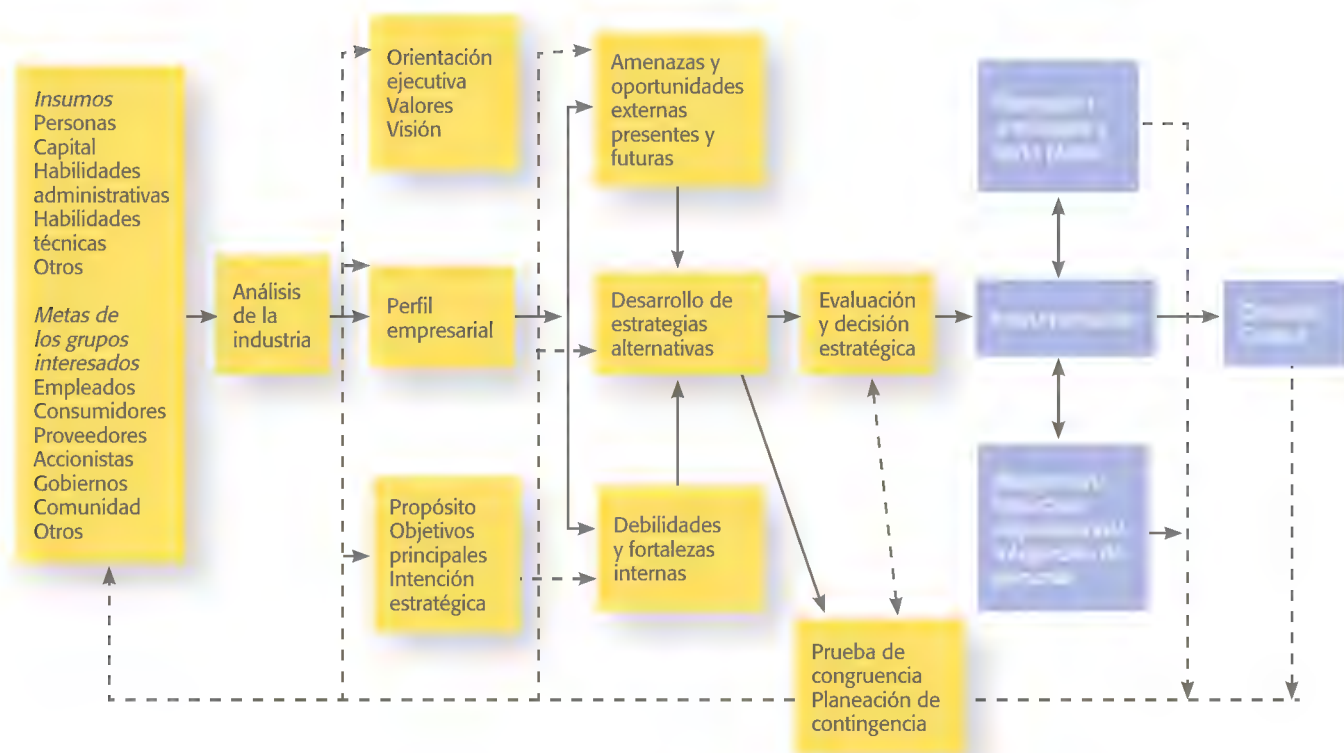 Insumos
Personas
Capital
Habilidades
administrativas
Habilidades
técnicas
Otros
Metas de
los grupos
interesados
Empleados
Consumidores
Proveedores
Accionistas
Gobiernos
Comunidad
Otros
Análisis
de la
industria
Orientación
ejecutiva
Valores
Visión
Perfil
empresarial
Propósito
Objetivos
principales
Intención
estratégica
Amenazas y
oportunidades
externas
presentes y
futuras
Desarrollo de
estrategias
alternativas
Debilidades
y fortalezas
internas
Evaluación
y decisión
estratégica
Prueba de
congruencia
Planeación de
contingencia